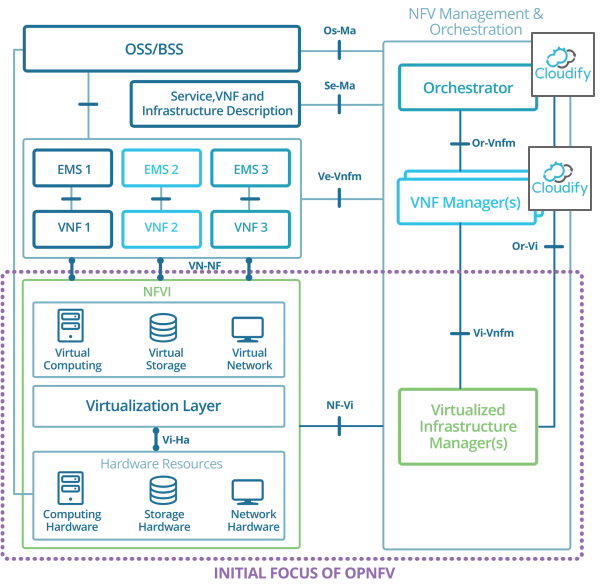 NFV Management &
Orchestration
OSS/BSS
Os-Ma
Cloudify
Orchestrator
Se-Ma
Service,VNF and
Infrastructure Description
Or-Vnfm
EMS 1
EMS 2
EMS 3
Ve-Vnfm
Cloudify
VNF Manager(s)
VNF 1
VNF 2
VNF 3
Or-Vi
VN-NF
NFVI
Virtual
Computing
Virtual
Storage
Virtual
Network
Vi-Vnfm
Virtualization Layer
NF-Vi
Virtualized
Infrastructure
Manager(s)
Vi-Ha
Hardware Resources
Computing
Hardware
Storage
Hardware
Network
Hardware
INITIAL FOCUS OF OPNFV